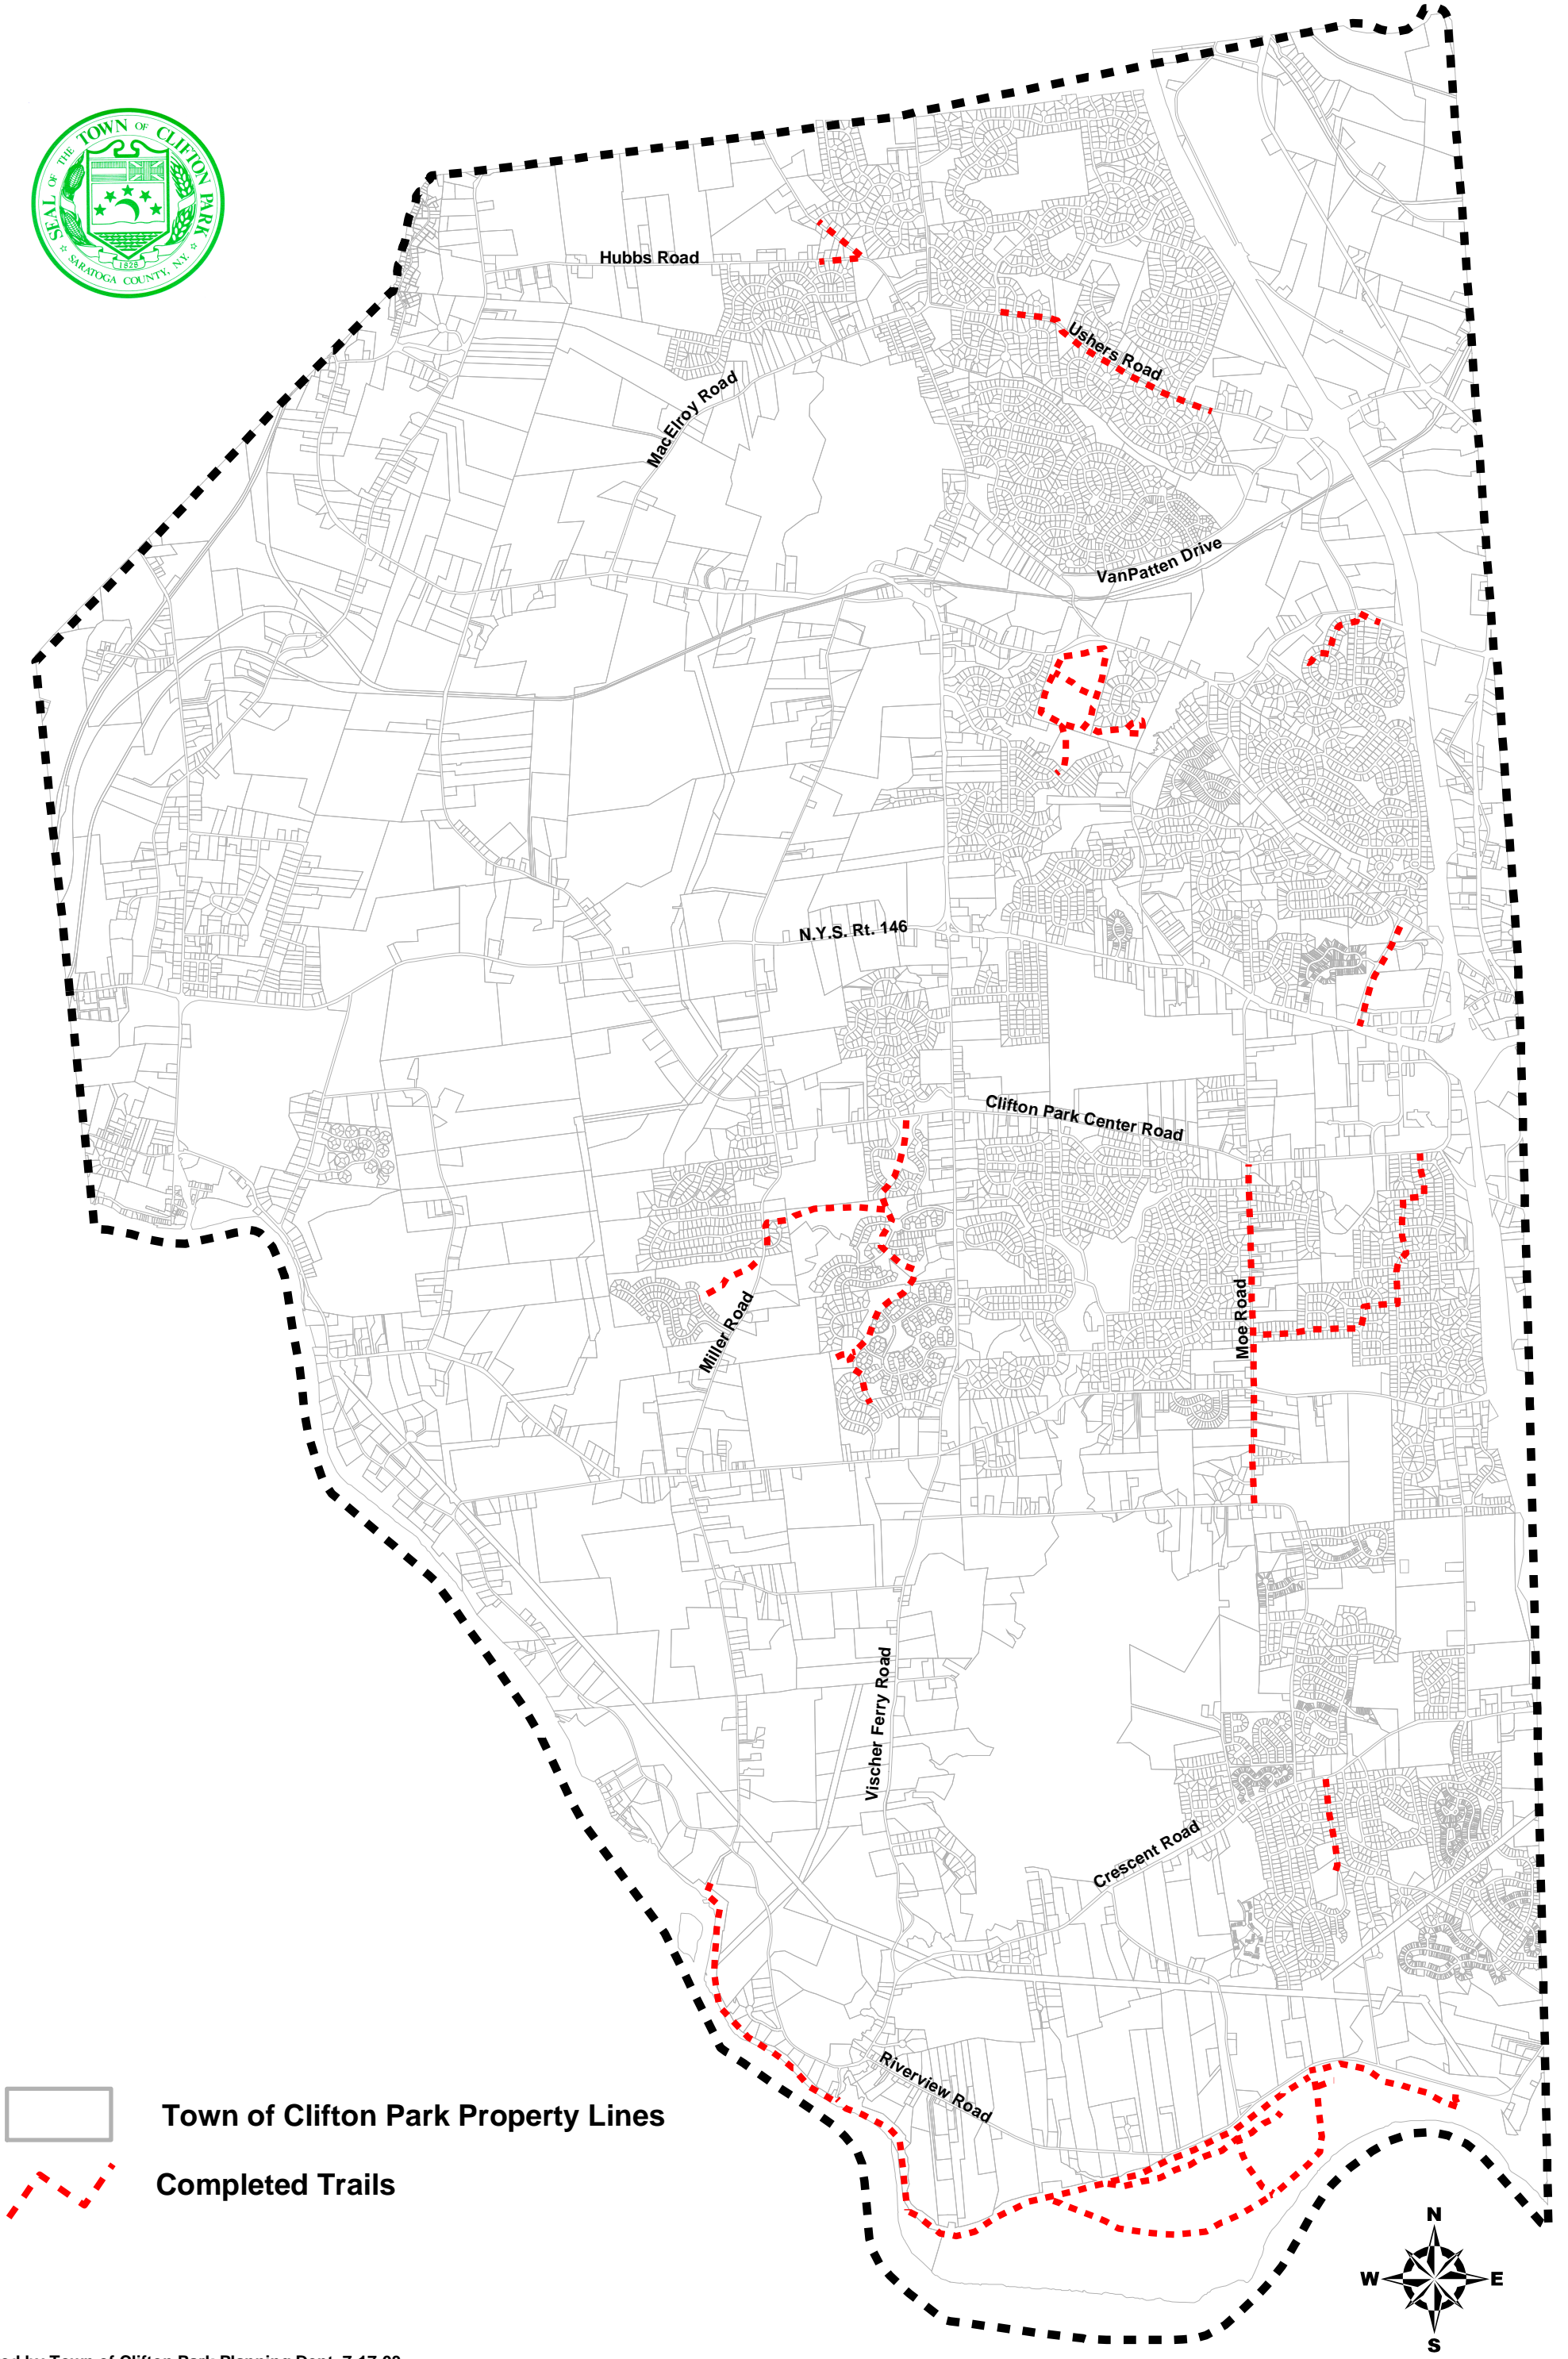 SEAL OF THE TOWN OF CLIFTON PARK
1828
SARATOGA COUNTY, N.Y.
Hubbs Road
Ushers Road
MacElroy Road
VanPatten Drive
N.Y.S. Rt. 146
Clifton Park Center Road
Moe Road
Miller Road
Vischer Ferry Road
Crescent Road
Riverview Road
Town of Clifton Park Property Lines
Completed Trails
N
W
E
S